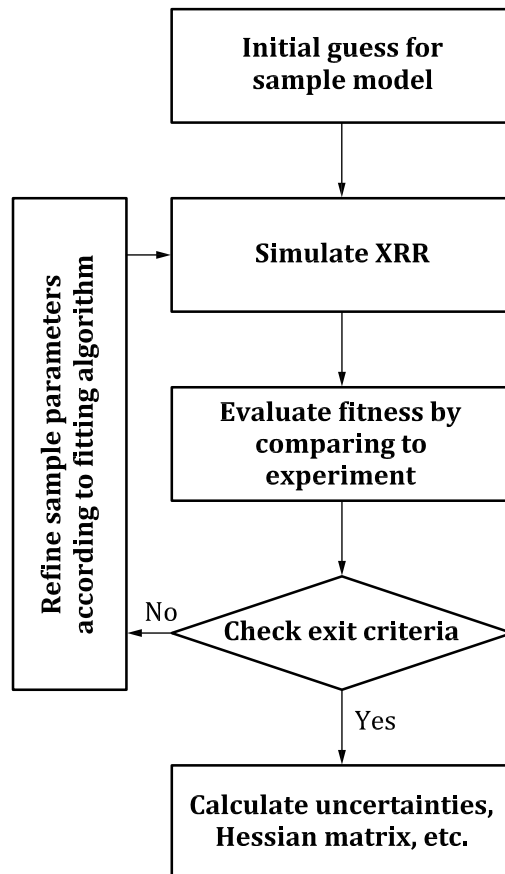 Initial guess for
sample model
Simulate XRR
Refine sample parameters
according to fitting algorithm
Evaluate fitness by
comparing to
experiment
Check exit criteria
No
Yes
Calculate uncertainties,
Hessian matrix, etc.